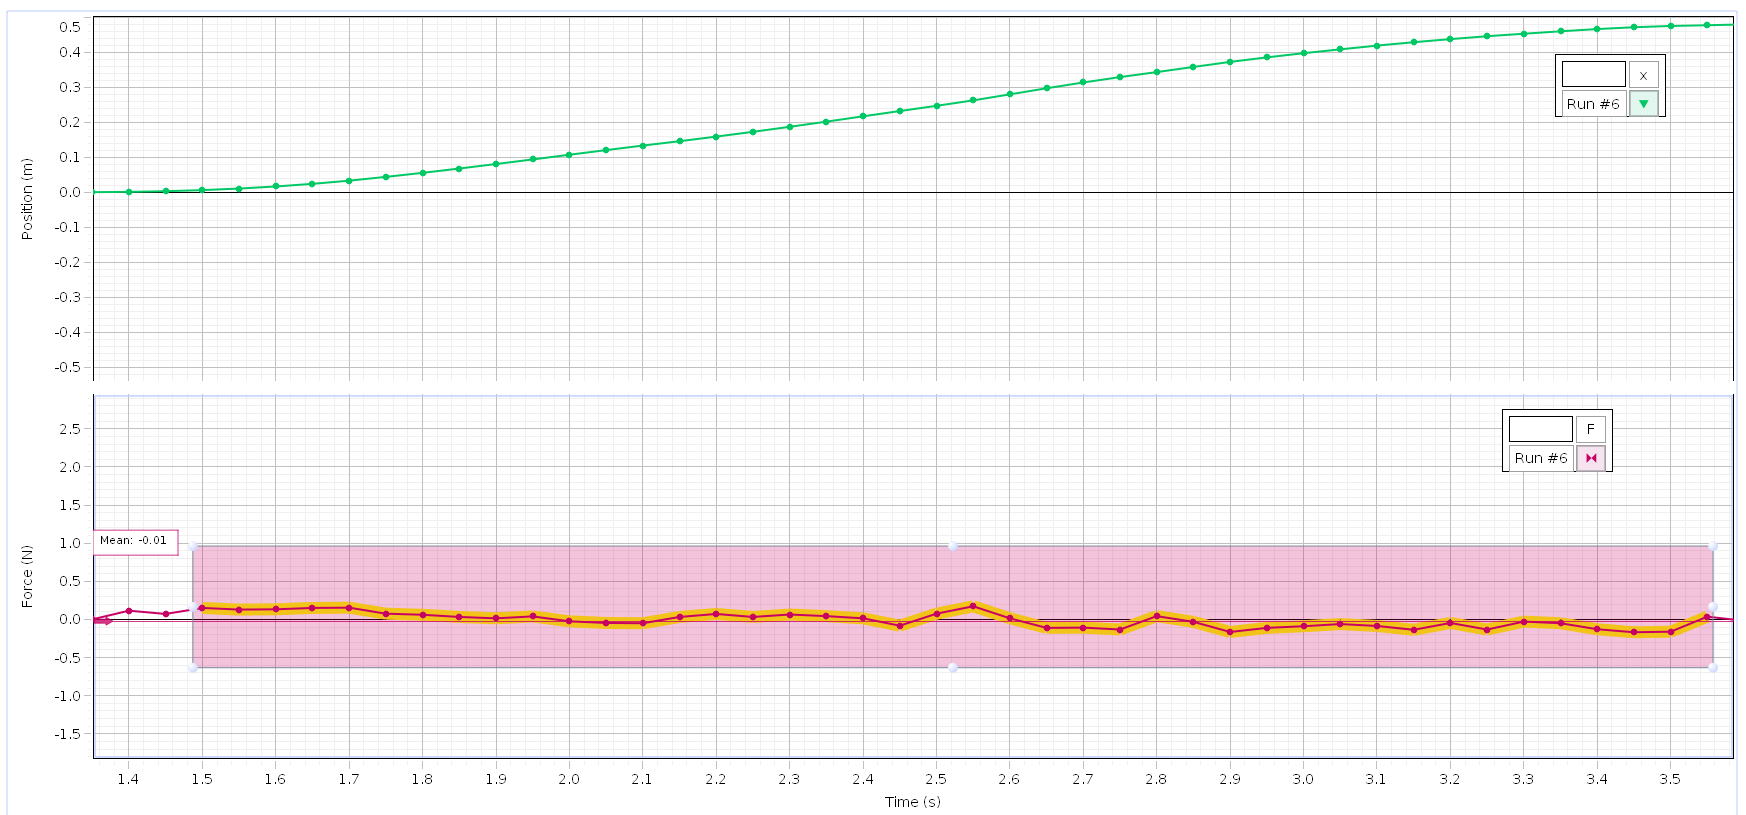 0.5
0.4
0.3
0.2
0.1
0.0
-0.1
-0.2
-0.3
-0.4
-0.5
Position (m)
x
Run #6
2.5
2.0
1.5
1.0
0.5
0.0
-0.5
-1.0
-1.5
Force (N)
F
Run #6
Mean: -0.01
1.4 1.5 1.6 1.7 1.8 1.9 2.0 2.1 2.2 2.3 2.4 2.5 2.6 2.7 2.8 2.9 3.0 3.1 3.2 3.3 3.4 3.5
Time (s)